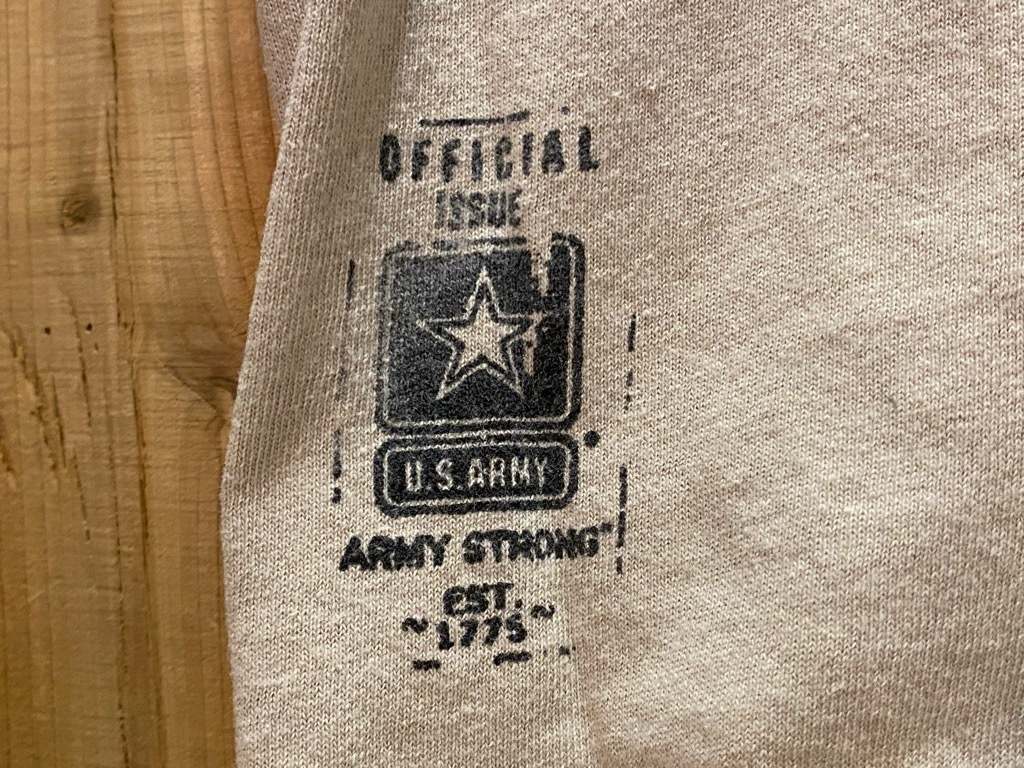 OFFICIAL
ISSUE
U.S. ARMY
ARMY STRONG™
EST.
~1775~